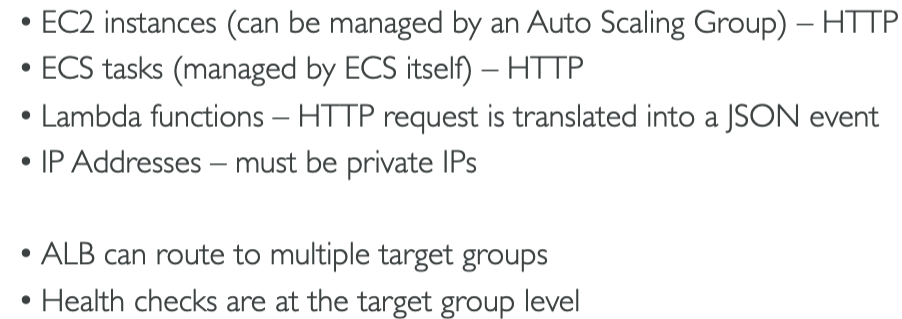 • EC2 instances (can be managed by an Auto Scaling Group) – HTTP
• ECS tasks (managed by ECS itself) – HTTP
• Lambda functions – HTTP request is translated into a JSON event
• IP Addresses – must be private IPs
• ALB can route to multiple target groups
• Health checks are at the target group level